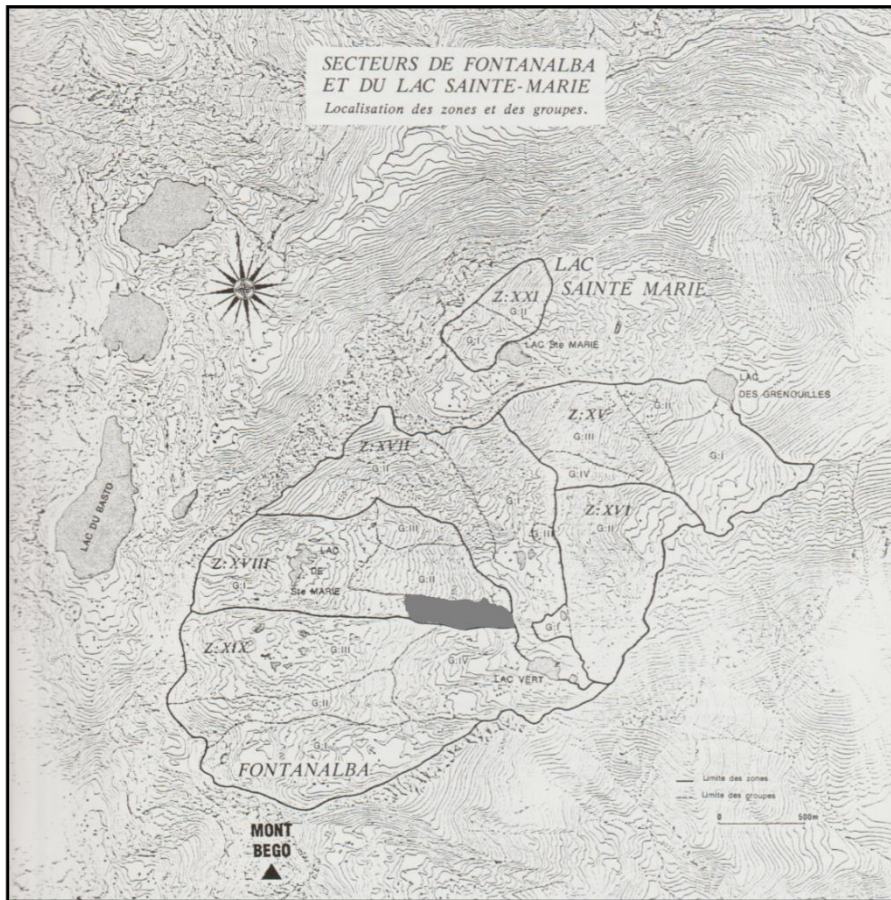 SECTEURS DE FONTANALBA
ET DU LAC SAINTE-MARIE
Localisation des zones et des groupes.
LAC
SAINTE MARIE
Z:XXI
G:II
G:I
LAC Ste MARIE
LAC
DES GRENOUILLES
Z:XV
G:II
G:III
G:I
G:IV
Z:XVII
G:II
G:I
G:III
Z:XVI
G:II
G:I
LAC DU BASTO
Z:XVIII
G:I
LAC
DE
Ste MARIE
G:III
G:II
Z:XIX
G:III
G:IV
LAC VERT
G:II
G:I
FONTANALBA
MONT
BEGO
Limite des zones
Limite des groupes
0 500m